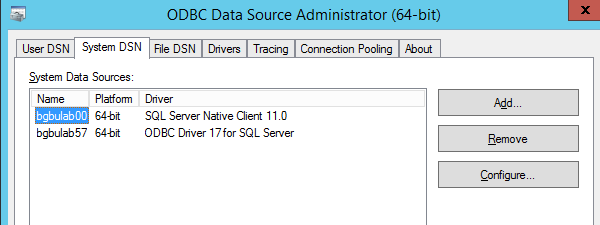 ODBC Data Source Administrator (64-bit)
x
User DSN System DSN File DSN Drivers Tracing Connection Pooling About
System Data Sources:
Name Platform Driver
bgbulab00 64-bit SQL Server Native Client 11.0
bgbulab57 64-bit ODBC Driver 17 for SQL Server
Add...
Remove
Configure...